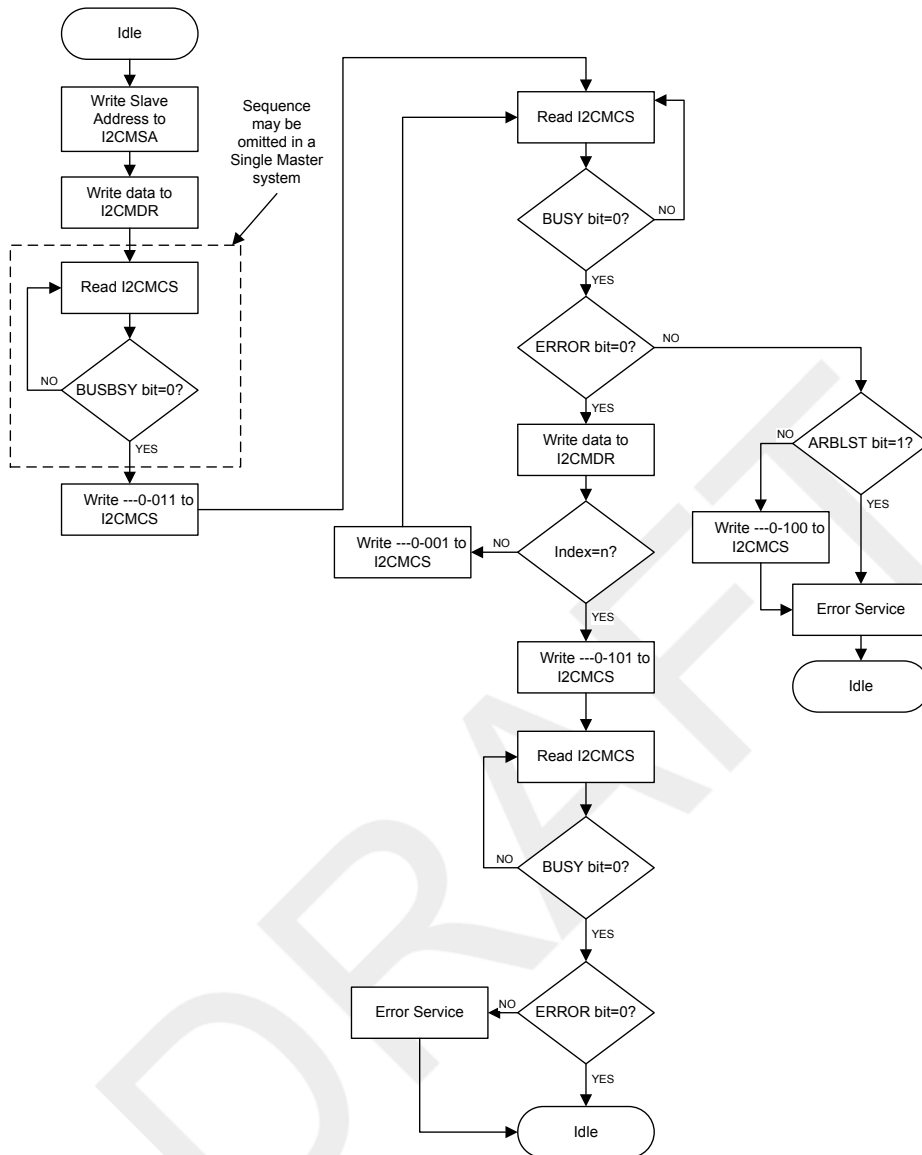 Idle
Write Slave
Address to
I2CMSA
Write data to
I2CMDR
Sequence
may be
omitted in a
Single Master
system
Read I2CMCS
BUSBSY bit=0?
NO
YES
Write ---0-011 to
I2CMCS
Read I2CMCS
BUSY bit=0?
NO
YES
ERROR bit=0?
NO
YES
Write data to
I2CMDR
Index=n?
NO
YES
Write ---0-001 to
I2CMCS
ARBLST bit=1?
NO
YES
Write ---0-100 to
I2CMCS
Error Service
Idle
Write ---0-101 to
I2CMCS
Read I2CMCS
BUSY bit=0?
NO
YES
ERROR bit=0?
NO
YES
Error Service
Idle
DRAFT